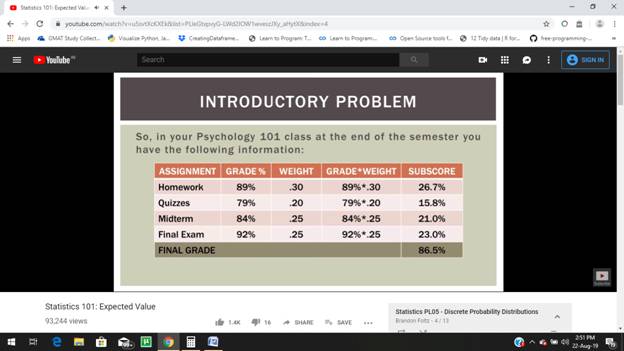 Statistics 101: Expected Valu
youtube.com/watch?v=u5ovtXcKXEk&list=PLIeGtxpvyG-LWd2IOW1wveszJXy_aHytX&index=4
Apps GMAT Study Collect... Python Visualize Python, Ja... CreatingDataframe... Learn to Program: T... Learn to Program:... Open Source tools f... 12 Tidy data | R for... free-programming-...
YouTube
Search
SIGN IN
INTRODUCTORY PROBLEM
So, in your Psychology 101 class at the end of the semester you
have the following information:
ASSIGNMENT GRADE % WEIGHT GRADE*WEIGHT SUBSCORE
Homework 89% .30 89%*.30 26.7%
Quizzes 79% .20 79%*.20 15.8%
Midterm 84% .25 84%*.25 21.0%
Final Exam 92% .25 92%*.25 23.0%
FINAL GRADE 86.5%
Statistics 101: Expected Value
93,244 views
1.4K 16 SHARE SAVE
Statistics PL05 - Discrete Probability Distributions
Brandon Foltz - 4 / 13
2:51 PM
22-Aug-19